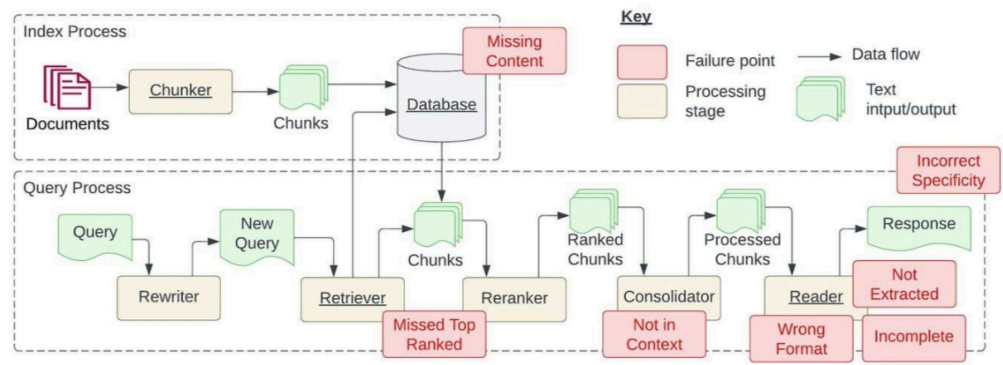 Index Process
Missing
Content
Key
Failure point
Data flow
Processing
stage
Text
intput/output
Documents
Chunker
Chunks
Database
Query Process
Incorrect
Specificity
Query
New
Query
Chunks
Ranked
Chunks
Processed
Chunks
Response
Rewriter
Retriever
Reranker
Consolidator
Reader
Not
Extracted
Missed Top
Ranked
Not in
Context
Wrong
Format
Incomplete